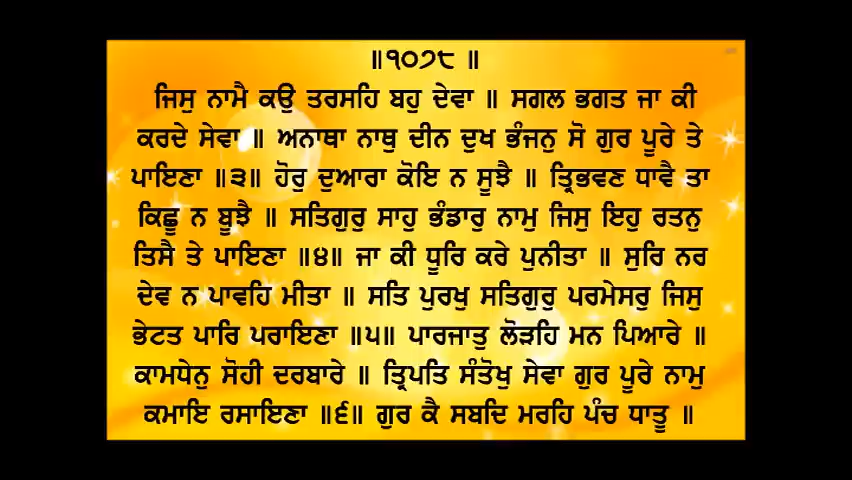 ॥੧੦੭੮ ॥
ਜਿਸੁ ਨਾਮੈ ਕਉ ਤਰਸਹਿ ਬਹੁ ਦੇਵਾ ॥ ਸਗਲ ਭਗਤ ਜਾ ਕੀ
ਕਰਦੇ ਸੇਵਾ ॥ ਅਨਾਥਾ ਨਾਥੁ ਦੀਨ ਦੁਖ ਭੰਜਨੁ ਸੋ ਗੁਰ ਪੂਰੇ ਤੇ
ਪਾਇਣਾ ॥੩॥ ਹੋਰੁ ਦੁਆਰਾ ਕੋਇ ਨ ਸੂਝੈ ॥ ਤ੍ਰਿਭਵਣ ਧਾਵੈ ਤਾ
ਕਿਛੂ ਨ ਬੂਝੈ ॥ ਸਤਿਗੁਰੁ ਸਾਹੁ ਭੰਡਾਰੁ ਨਾਮੁ ਜਿਸੁ ਇਹੁ ਰਤਨੁ
ਤਿਸੈ ਤੇ ਪਾਇਣਾ ॥੪॥ ਜਾ ਕੀ ਧੂਰਿ ਕਰੇ ਪੁਨੀਤਾ ॥ ਸੁਰਿ ਨਰ
ਦੇਵ ਨ ਪਾਵਹਿ ਮੀਤਾ ॥ ਸਤਿ ਪੁਰਖੁ ਸਤਿਗੁਰੁ ਪਰਮੇਸਰੁ ਜਿਸੁ
ਭੇਟਤ ਪਾਰਿ ਪਰਾਇਣਾ ॥੫॥ ਪਾਰਜਾਤੁ ਲੋੜਹਿ ਮਨ ਪਿਆਰੇ ॥
ਕਾਮਧੇਨੁ ਸੋਹੀ ਦਰਬਾਰੇ ॥ ਤ੍ਰਿਪਤਿ ਸੰਤੋਖੁ ਸੇਵਾ ਗੁਰ ਪੂਰੇ ਨਾਮੁ
ਕਮਾਇ ਰਸਾਇਣਾ ॥੬॥ ਗੁਰ ਕੈ ਸਬਦਿ ਮਰਹਿ ਪੰਚ ਧਾਤੂ ॥